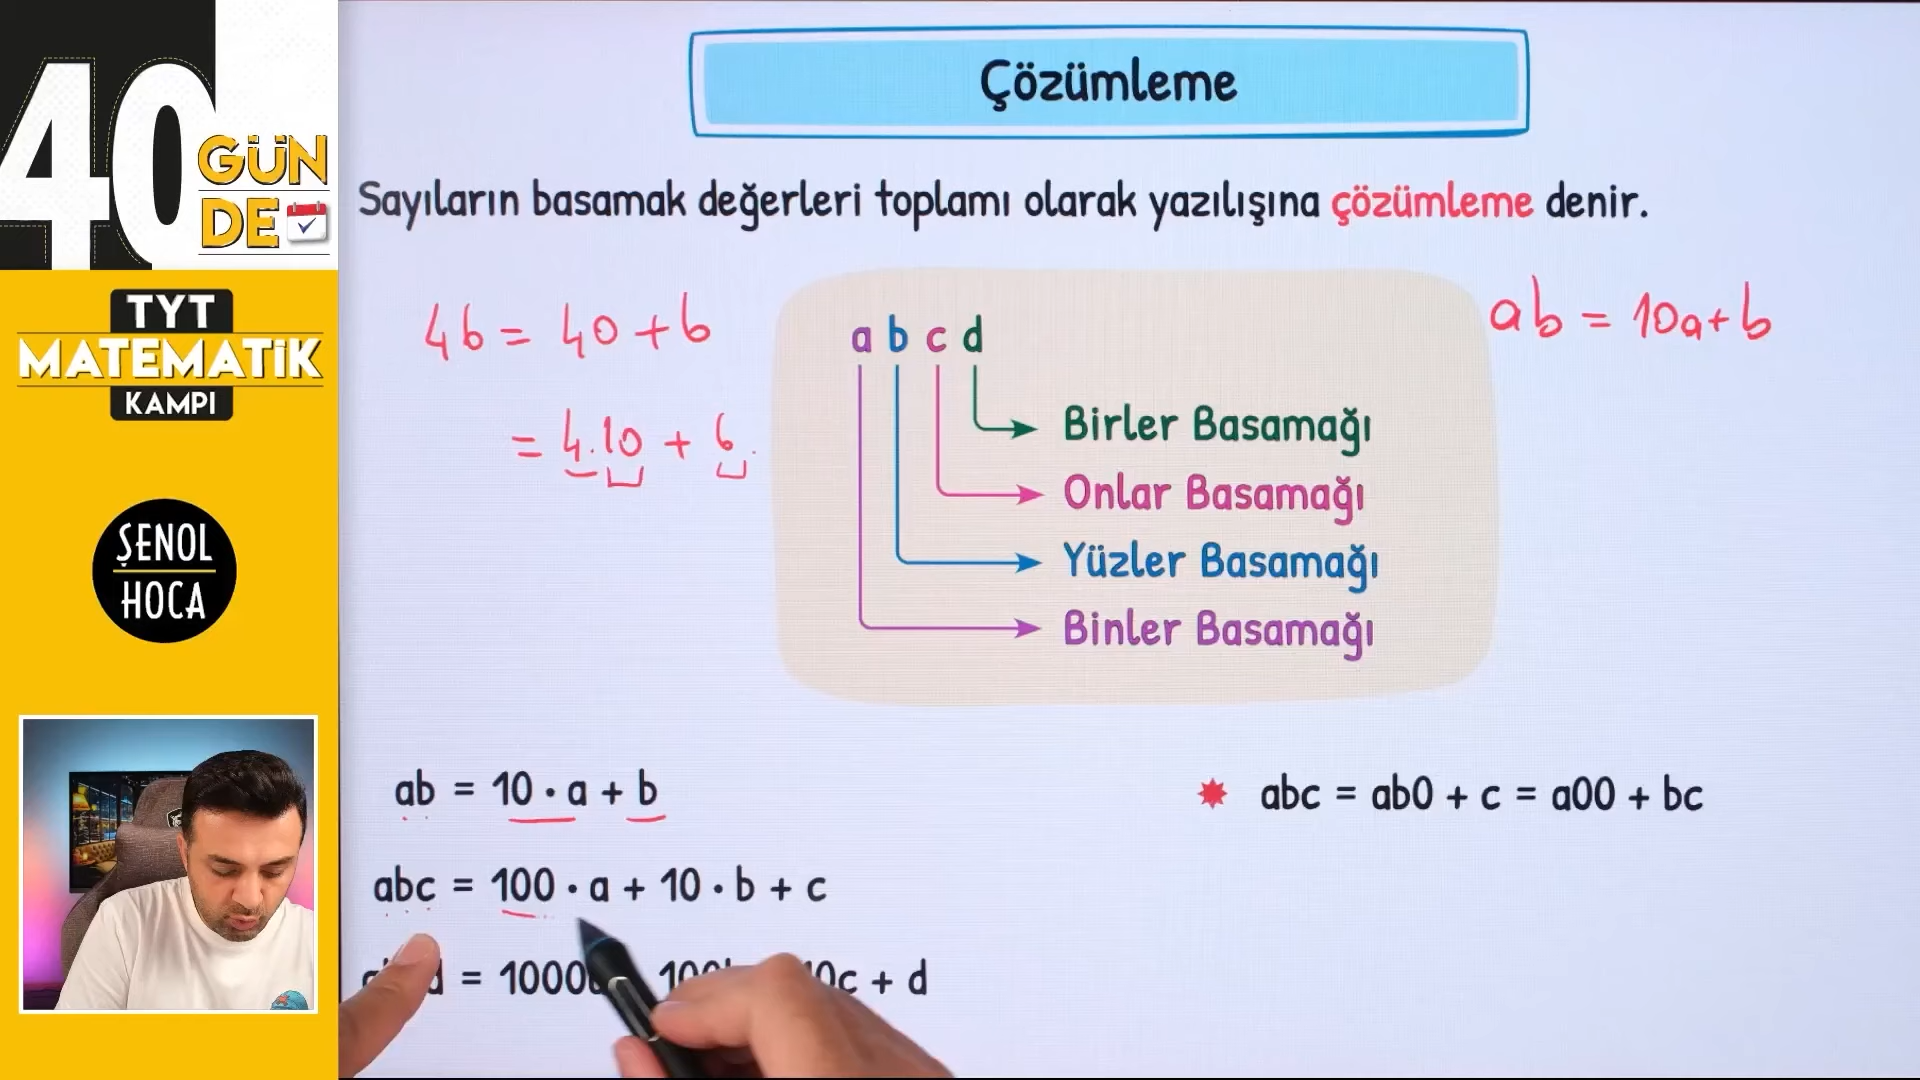 40 GÜN
DE
TYT
MATEMATİK
KAMPI
ŞENOL
HOCA
Çözümleme
Sayıların basamak değerleri toplamı olarak yazılışına çözümleme denir.
46 = 40 + 6
= 4.10 + 6
a b c d
Birler Basamağı
Onlar Basamağı
Yüzler Basamağı
Binler Basamağı
ab = 10a + b
ab = 10 · a + b
abc = 100 · a + 10 · b + c
= 1000 c + d
abc = ab0 + c = a00 + bc